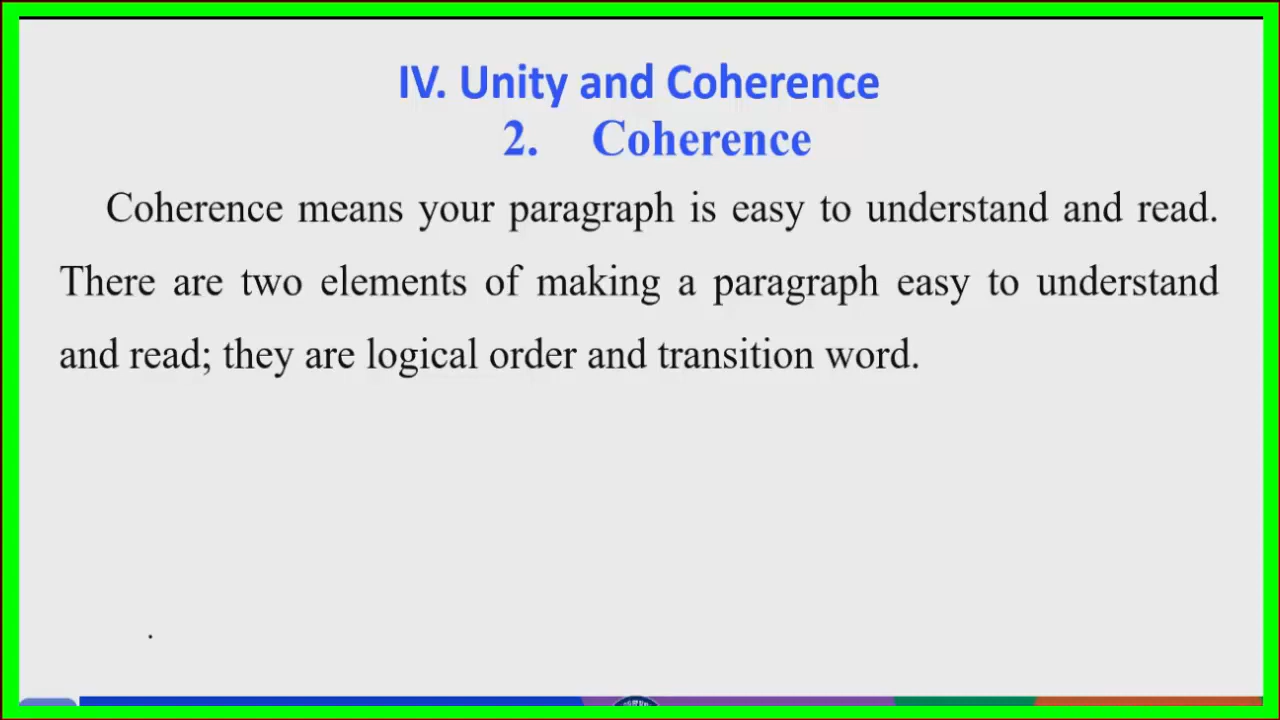 IV. Unity and Coherence
2. Coherence
Coherence means your paragraph is easy to understand and read.
There are two elements of making a paragraph easy to understand
and read; they are logical order and transition word.
.